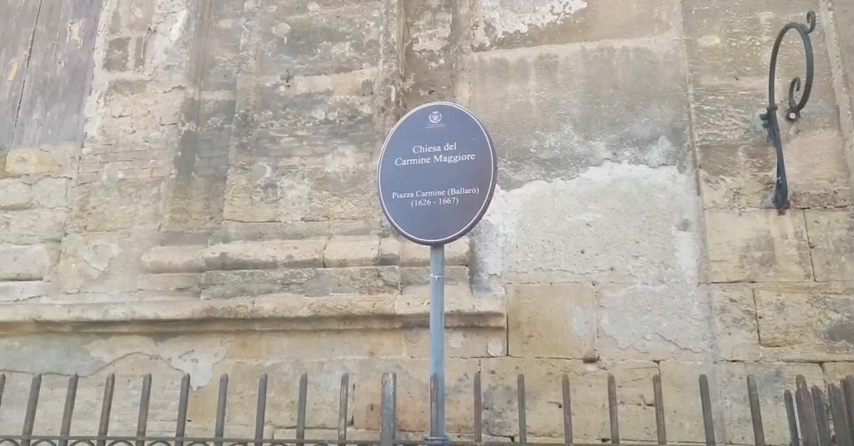 Chiesa del
Carmine Maggiore
Piazza Carmine (Ballarò)
(1626 - 1667)